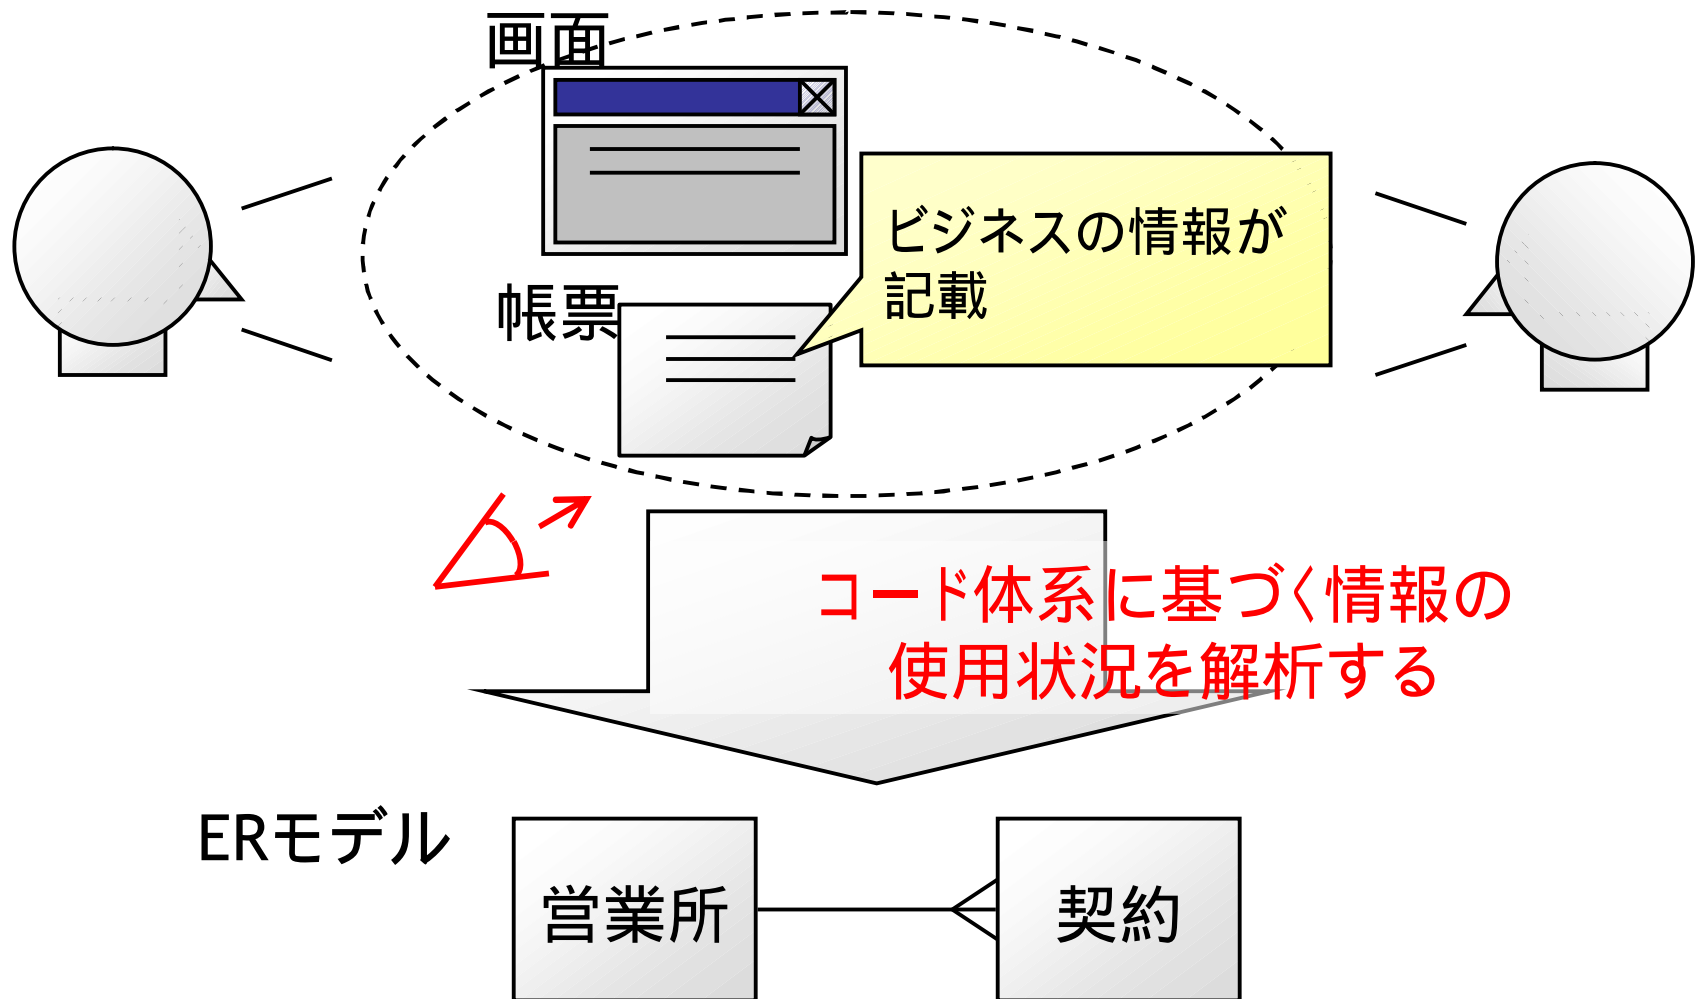 画面
ビジネスの情報が
記載
帳票
コード体系に基づく情報の
使用状況を解析する
ERモデル
営業所
契約